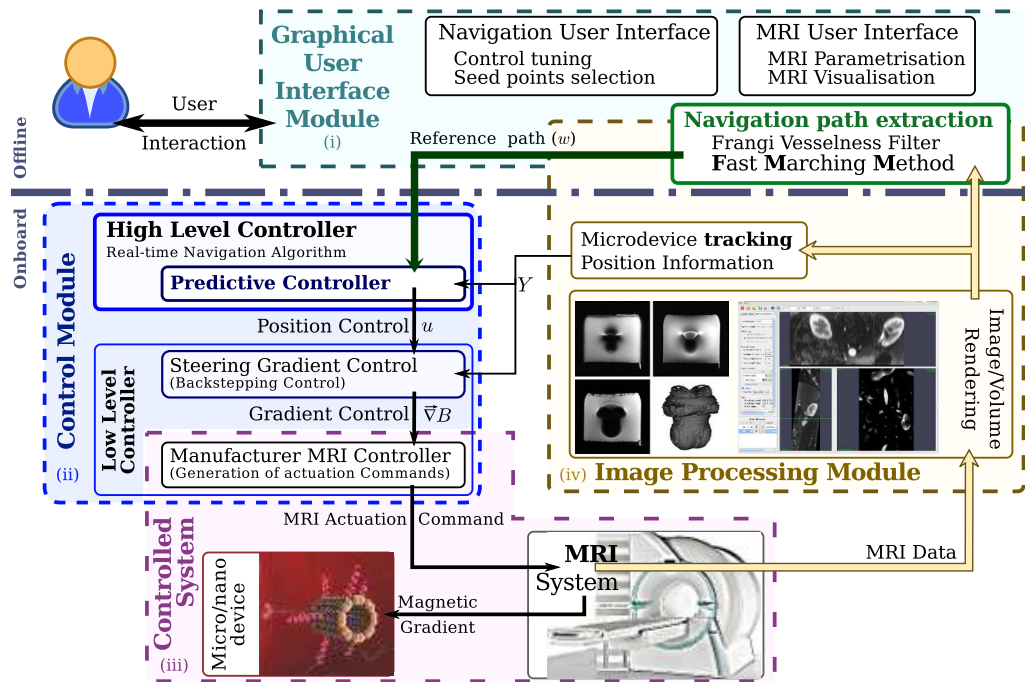 Graphical
User
Interface
Module
(i)
Navigation User Interface
Control tuning
Seed points selection
MRI User Interface
MRI Parametrisation
MRI Visualisation
User
Interaction
Offline
Onboard
Reference path (w)
Navigation path extraction
Frangi Vesselness Filter
Fast Marching Method
Control Module
(ii)
High Level Controller
Real-time Navigation Algorithm
Predictive Controller
Y
Microdevice tracking
Position Information
Position Control u
Low Level
Controller
Steering Gradient Control
(Backstepping Control)
Gradient Control ∇⃗B
Manufacturer MRI Controller
(Generation of actuation Commands)
Image/Volume
Rendering
(iv) Image Processing Module
MRI Actuation Command
Controlled
System
(iii)
Micro/nano
device
Magnetic
Gradient
MRI
System
MRI Data